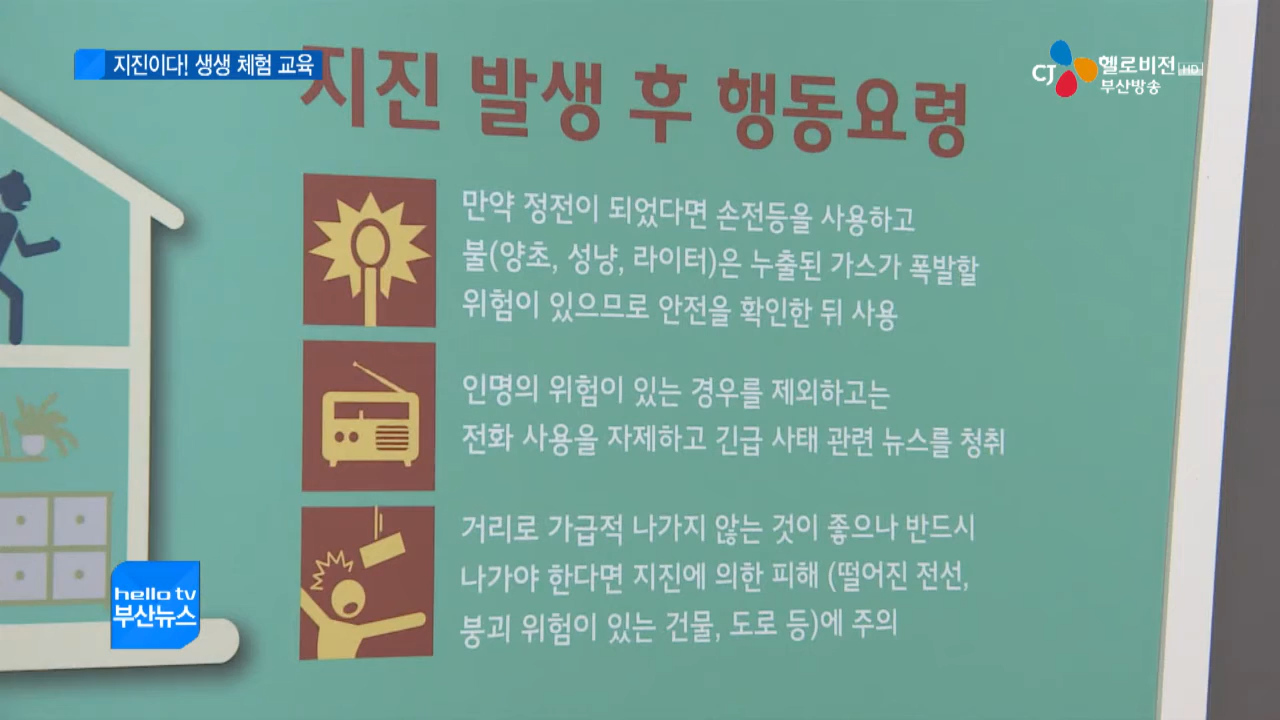 지진이다! 생생 체험 교육
CJ 헬로비전 HD
부산방송
지진 발생 후 행동요령
만약 정전이 되었다면 손전등을 사용하고
불(양초, 성냥, 라이터)은 누출된 가스가 폭발할
위험이 있으므로 안전을 확인한 뒤 사용
인명의 위험이 있는 경우를 제외하고는
전화 사용을 자제하고 긴급 사태 관련 뉴스를 청취
거리로 가급적 나가지 않는 것이 좋으나 반드시
나가야 한다면 지진에 의한 피해 (떨어진 전선,
붕괴 위험이 있는 건물, 도로 등)에 주의
hello tv
부산뉴스